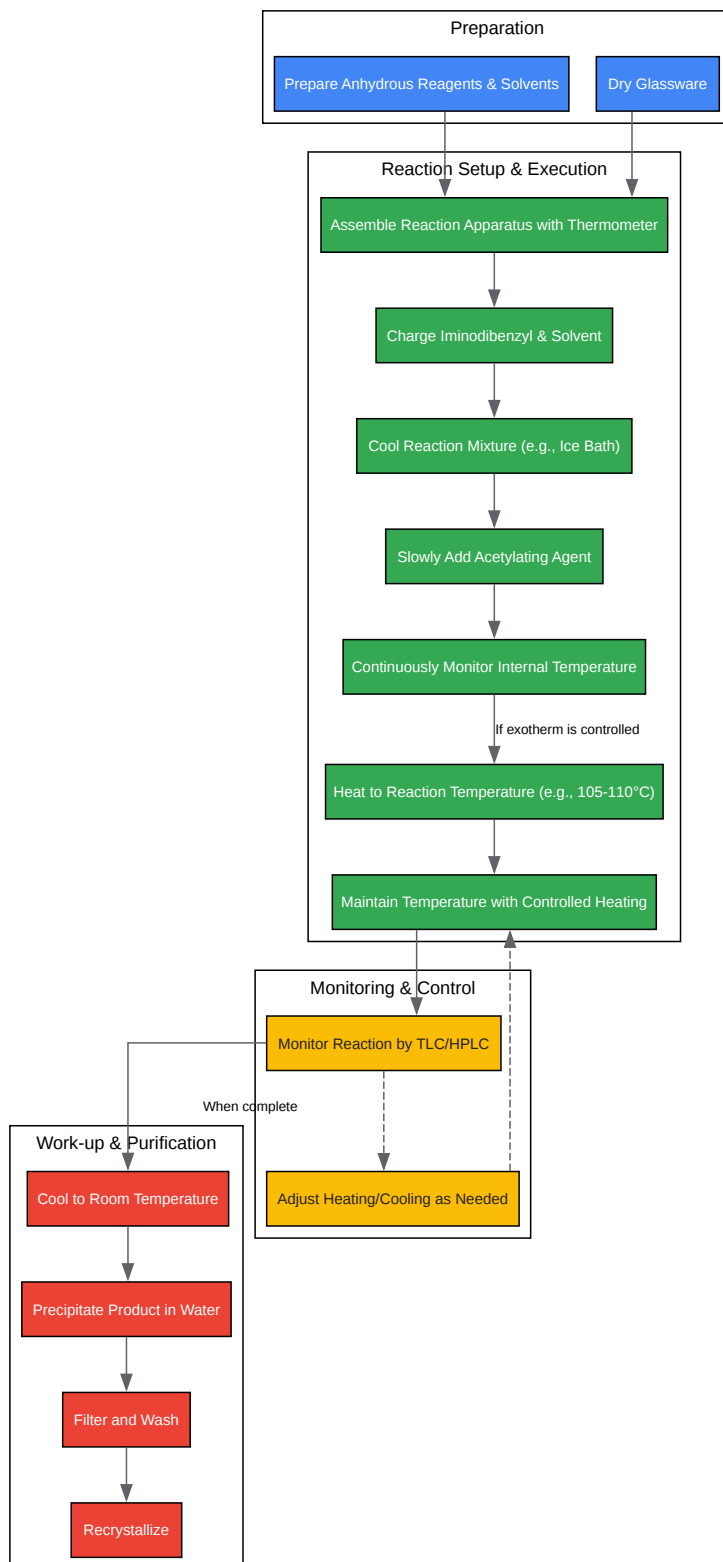 Preparation
Prepare Anhydrous Reagents & Solvents
Dry Glassware
Reaction Setup & Execution
Assemble Reaction Apparatus with Thermometer
Charge Iminodibenzyl & Solvent
Cool Reaction Mixture (e.g., Ice Bath)
Slowly Add Acetylating Agent
Continuously Monitor Internal Temperature
If exotherm is controlled
Heat to Reaction Temperature (e.g., 105-110°C)
Maintain Temperature with Controlled Heating
Monitoring & Control
Monitor Reaction by TLC/HPLC
When complete
Work-up & Purification
Cool to Room Temperature
Adjust Heating/Cooling as Needed
Precipitate Product in Water
Filter and Wash
Recrystallize